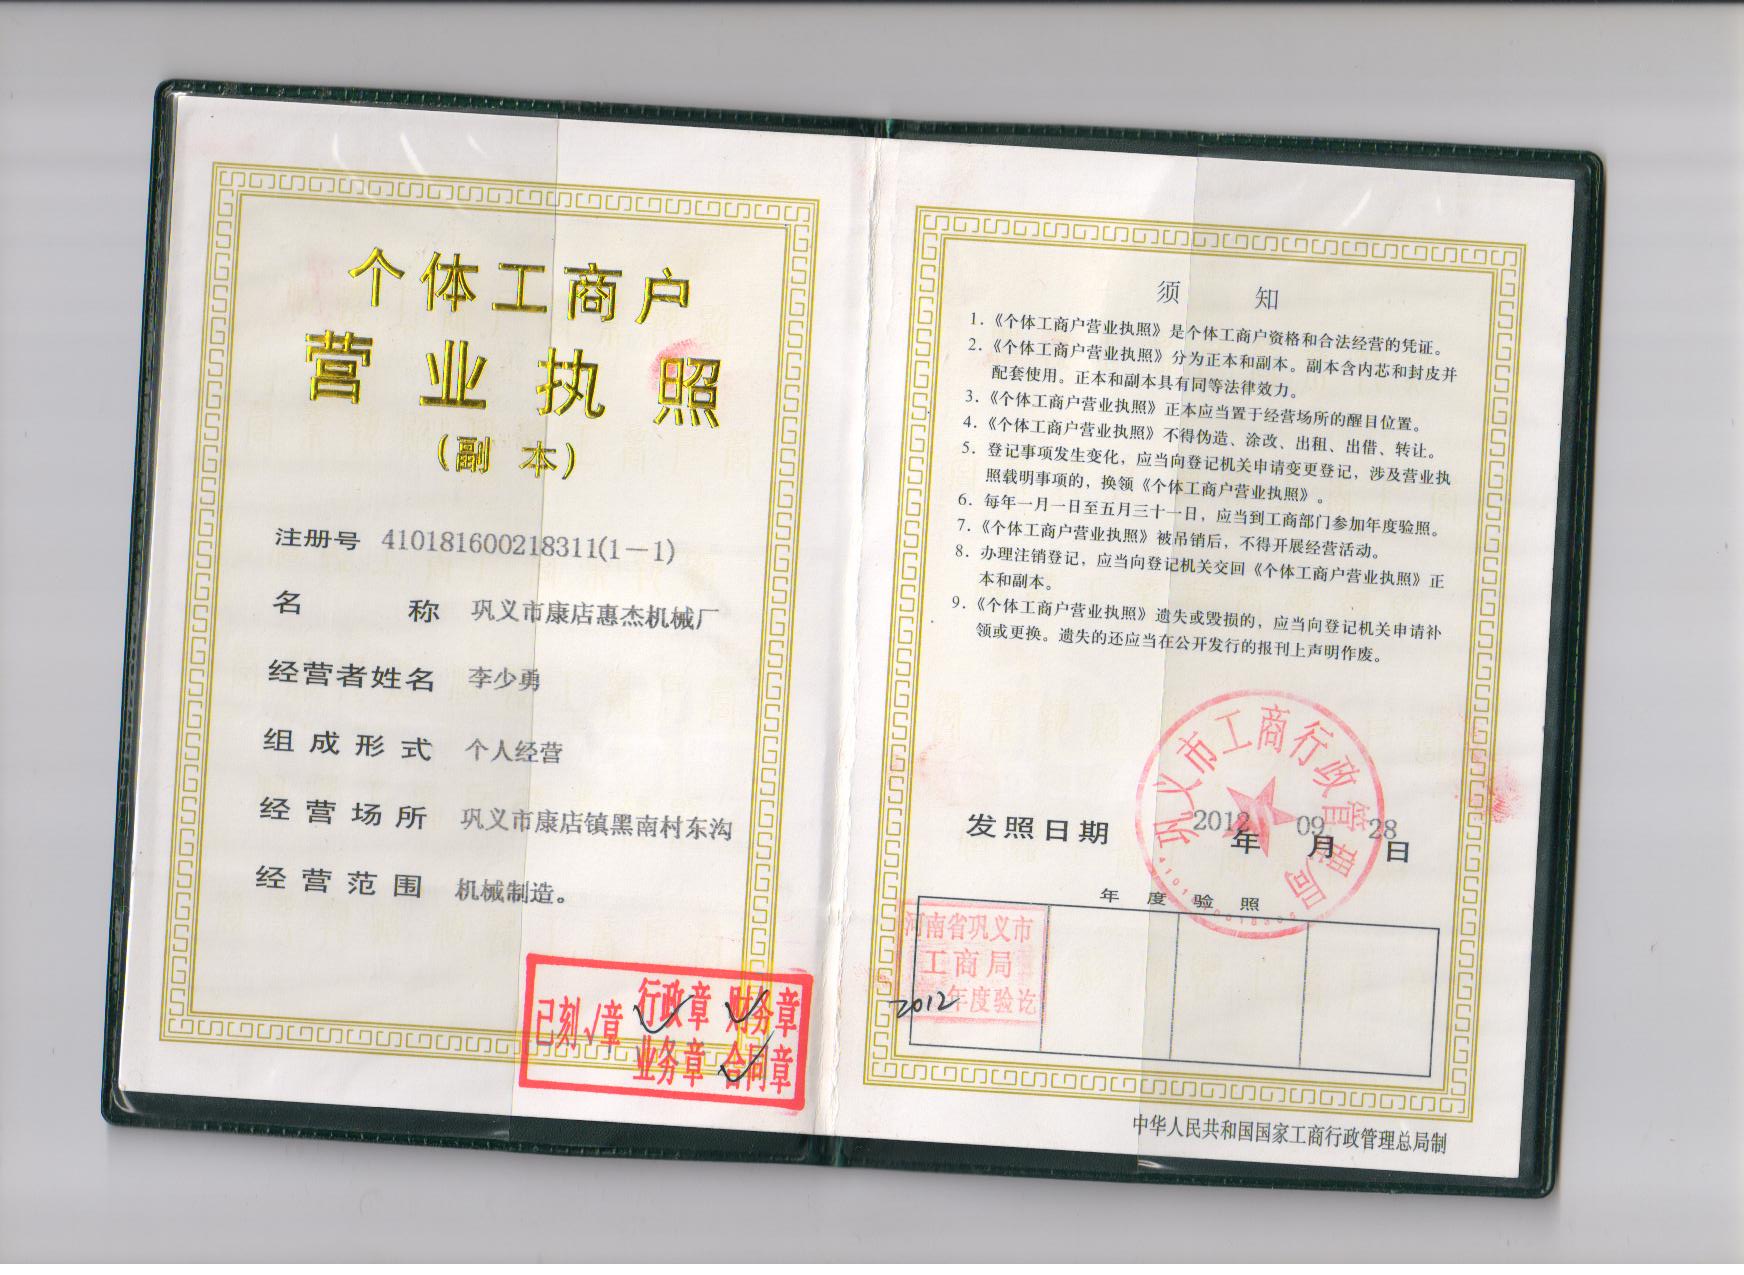 个体工商户
营业执照
(副本)
注册号 410181600218311(1－1)
名称 巩义市康店惠杰机械厂
经营者姓名 李少勇
组成形式 个人经营
经营场所 巩义市康店镇黑南村东沟
经营范围 机械制造。
已刻√章 行政章 财务章
业务章 合同章
须知
1.《个体工商户营业执照》是个体工商户资格和合法经营的凭证。
2.《个体工商户营业执照》分为正本和副本。副本含内芯和封皮并
配套使用。正本和副本具有同等法律效力。
3.《个体工商户营业执照》正本应当置于经营场所的醒目位置。
4.《个体工商户营业执照》不得伪造、涂改、出租、出借、转让。
5. 登记事项发生变化，应当向登记机关申请变更登记，涉及营业执
照载明事项的，换领《个体工商户营业执照》。
6. 每年一月一日至五月三十一日，应当到工商部门参加年度验照。
7.《个体工商户营业执照》被吊销后，不得开展经营活动。
8. 办理注销登记，应当向登记机关交回《个体工商户营业执照》正
本和副本。
9.《个体工商户营业执照》遗失或毁损的，应当向登记机关申请补
领或更换。遗失的还应当在公开发行的报刊上声明作废。
巩义市工商行政管理局
发照日期 2012年09月28日
年度验照
河南省巩义市
工商局
2012年度验讫
中华人民共和国国家工商行政管理总局制